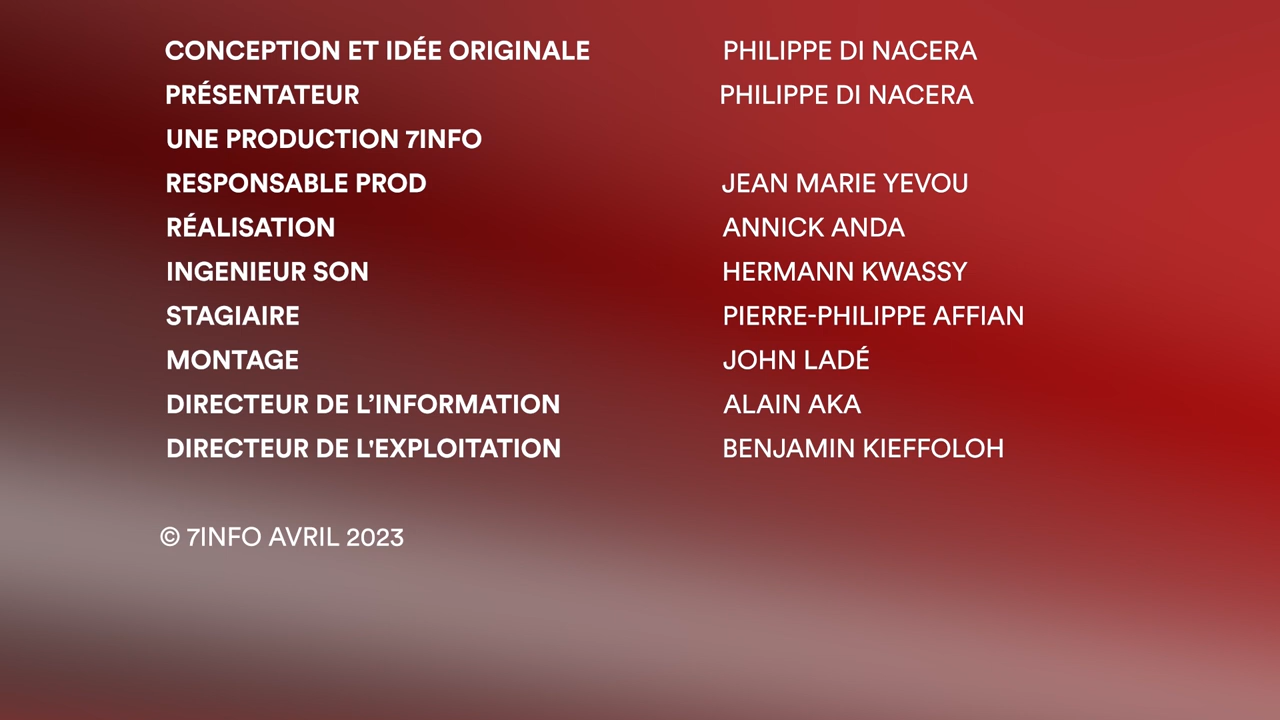 CONCEPTION ET IDÉE ORIGINALE PHILIPPE DI NACERA
PRÉSENTATEUR PHILIPPE DI NACERA
UNE PRODUCTION 7INFO
RESPONSABLE PROD JEAN MARIE YEVOU
RÉALISATION ANNICK ANDA
INGENIEUR SON HERMANN KWASSY
STAGIAIRE PIERRE-PHILIPPE AFFIAN
MONTAGE JOHN LADÉ
DIRECTEUR DE L’INFORMATION ALAIN AKA
DIRECTEUR DE L'EXPLOITATION BENJAMIN KIEFFOLOH
© 7INFO AVRIL 2023